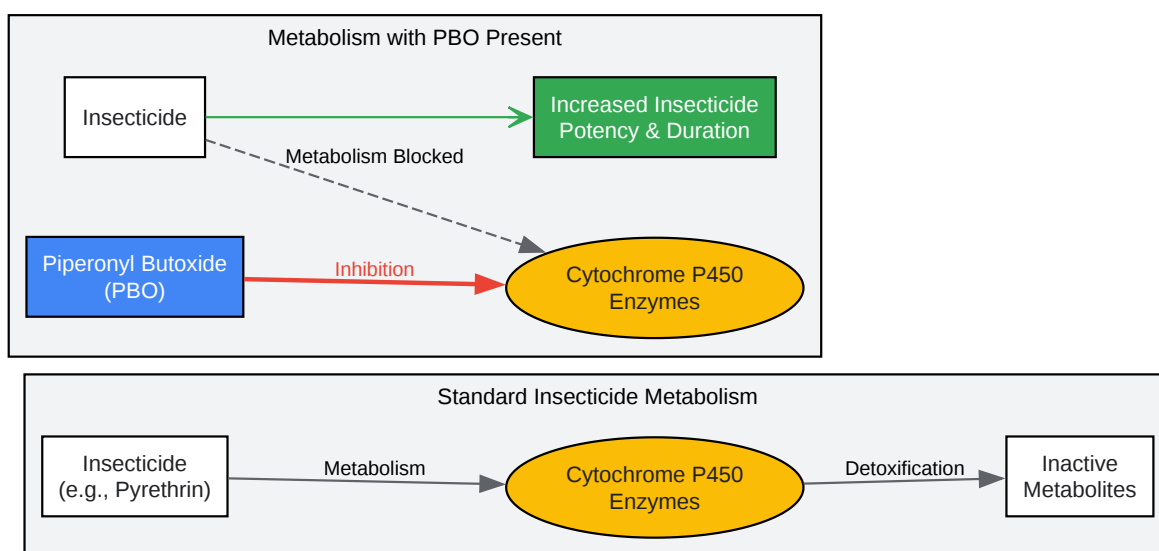 Metabolism with PBO Present
Insecticide
Increased Insecticide
Potency & Duration
Metabolism Blocked
Piperonyl Butoxide
(PBO)
Inhibition
Cytochrome P450
Enzymes
Standard Insecticide Metabolism
Insecticide
(e.g., Pyrethrin)
Metabolism
Cytochrome P450
Enzymes
Detoxification
Inactive
Metabolites